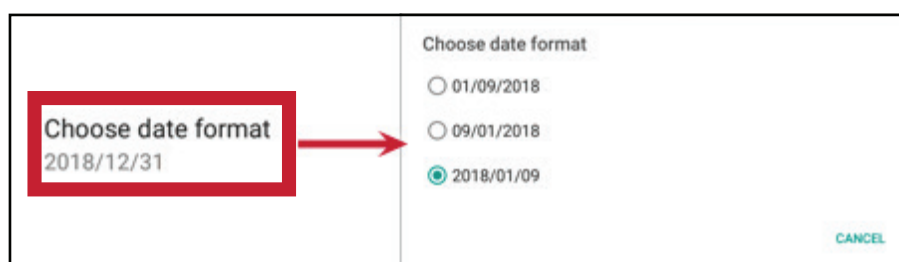 Choose date format
2018/12/31
Choose date format
01/09/2018
09/01/2018
2018/01/09
CANCEL